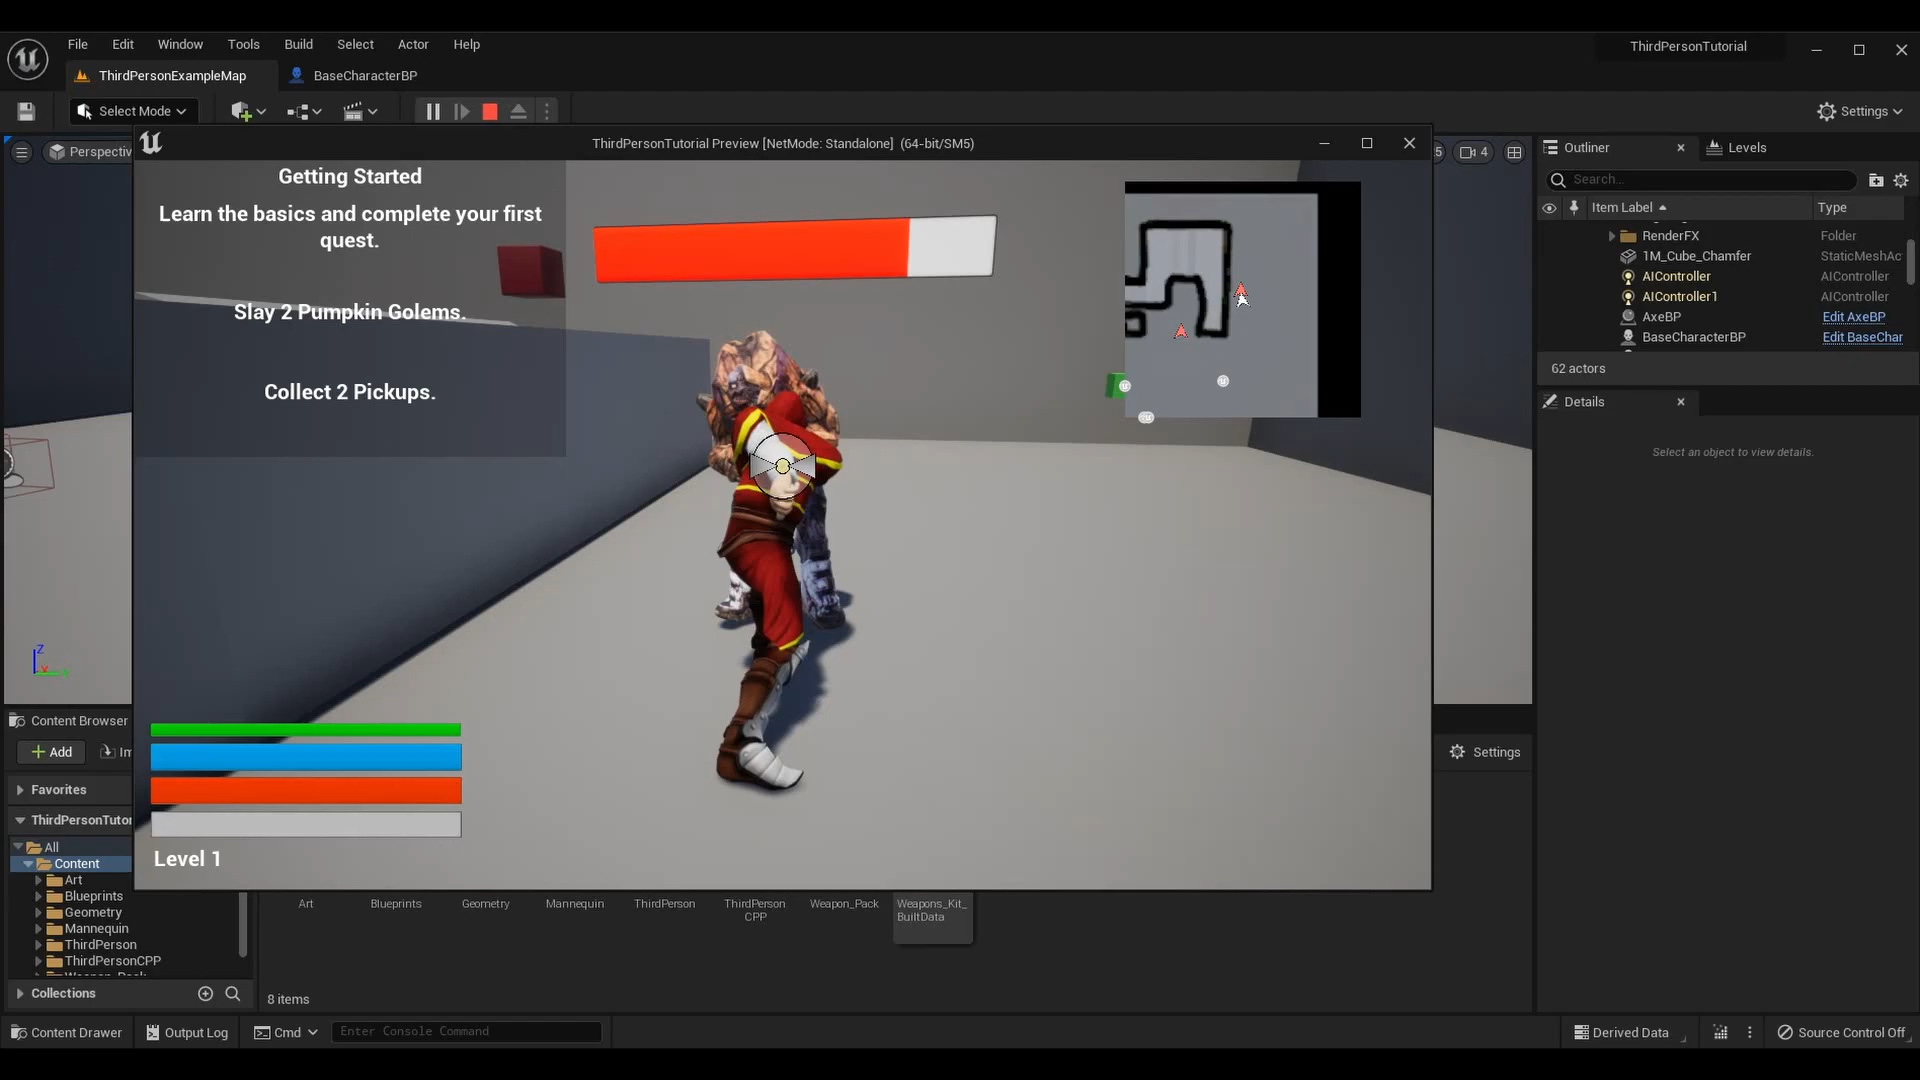 File Edit Window Tools Build Select Actor Help
ThirdPersonTutorial
ThirdPersonExampleMap
BaseCharacterBP
Select Mode
Settings
ThirdPersonTutorial Preview [NetMode: Standalone] (64-bit/SM5)
Perspectiv
5
4
Getting Started
Learn the basics and complete your first
quest.
Slay 2 Pumpkin Golems.
Collect 2 Pickups.
Level 1
Outliner
Levels
Search...
Item Label
Type
RenderFX Folder
1M_Cube_Chamfer StaticMeshAc
AIController AIController
AIController1 AIController
AxeBP Edit AxeBP
BaseCharacterBP Edit BaseChar
62 actors
Details
Select an object to view details.
Z
X
Y
Content Browser
Add
Im
Settings
Favorites
ThirdPersonTutor
All
Content
Art
Blueprints
Geometry
Mannequin
ThirdPerson
ThirdPersonCPP
Weapon_Pack
Collections
Art
Blueprints
Geometry
Mannequin
ThirdPerson
ThirdPerson
CPP
Weapon_Pack
Weapons_Kit_
BuiltData
8 items
Content Drawer
Output Log
Cmd
Enter Console Command
Derived Data
Source Control Off